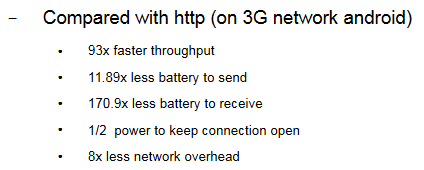 – Compared with http (on 3G network android)
• 93x faster throughput
• 11.89x less battery to send
• 170.9x less battery to receive
• 1/2 power to keep connection open
• 8x less network overhead